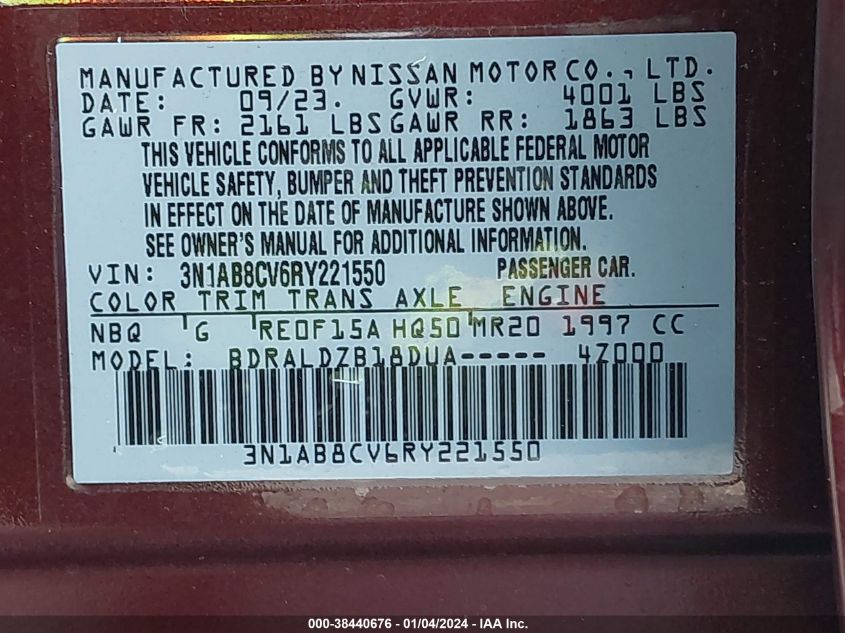 MANUFACTURED BY NISSAN MOTOR CO., LTD.
DATE: 09/23. GVWR: 4001 LBS
GAWR FR: 2161 LBS GAWR RR: 1863 LBS
THIS VEHICLE CONFORMS TO ALL APPLICABLE FEDERAL MOTOR
VEHICLE SAFETY, BUMPER AND THEFT PREVENTION STANDARDS
IN EFFECT ON THE DATE OF MANUFACTURE SHOWN ABOVE.
SEE OWNER'S MANUAL FOR ADDITIONAL INFORMATION.
VIN: 3N1AB8CV6RY221550 PASSENGER CAR.
COLOR TRIM TRANS AXLE ENGINE
NBQ G RE0F15A HQ50 MR20 1997 CC
MODEL: BDRALDZB18DUA----- 4Z000
3N1AB8CV6RY221550
000-38440676 - 01/04/2024 - IAA Inc.